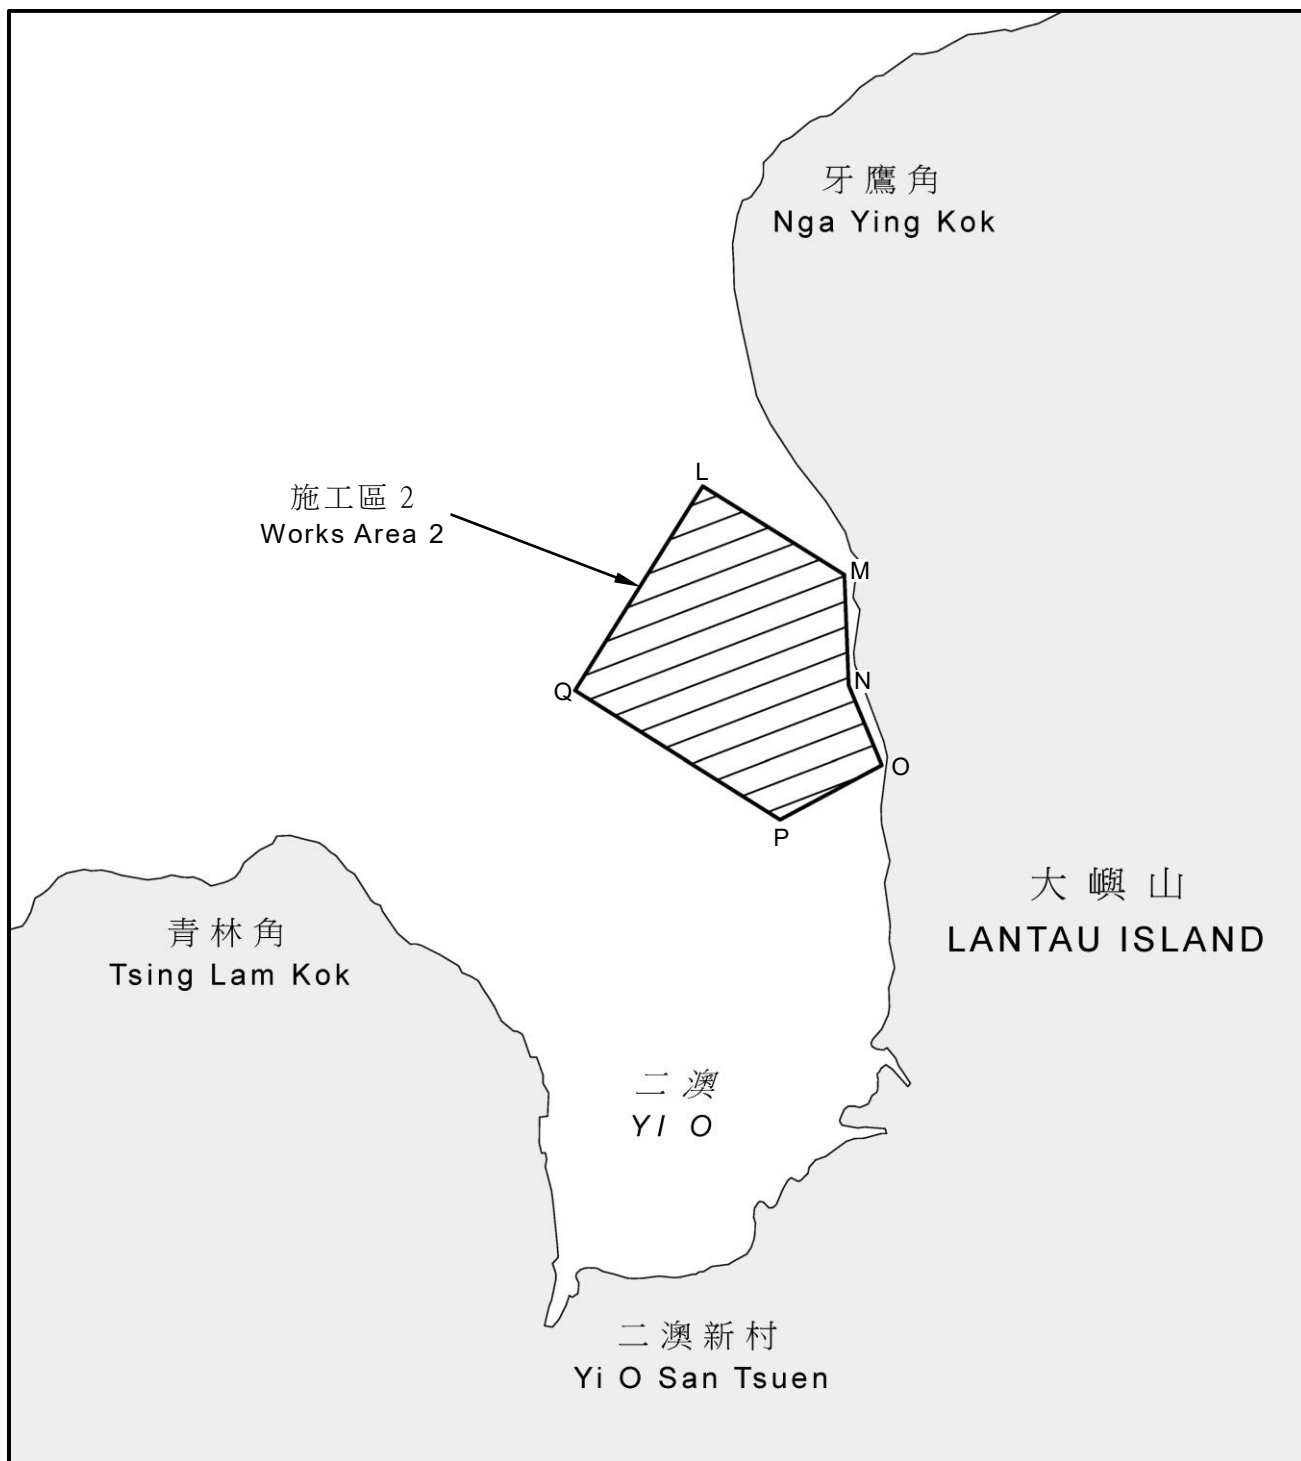 牙鷹角
Nga Ying Kok
L
施工區 2
Works Area 2
M
N
Q
O
P
大嶼山
LANTAU ISLAND
青林角
Tsing Lam Kok
二澳
YI O
二澳新村
Yi O San Tsuen